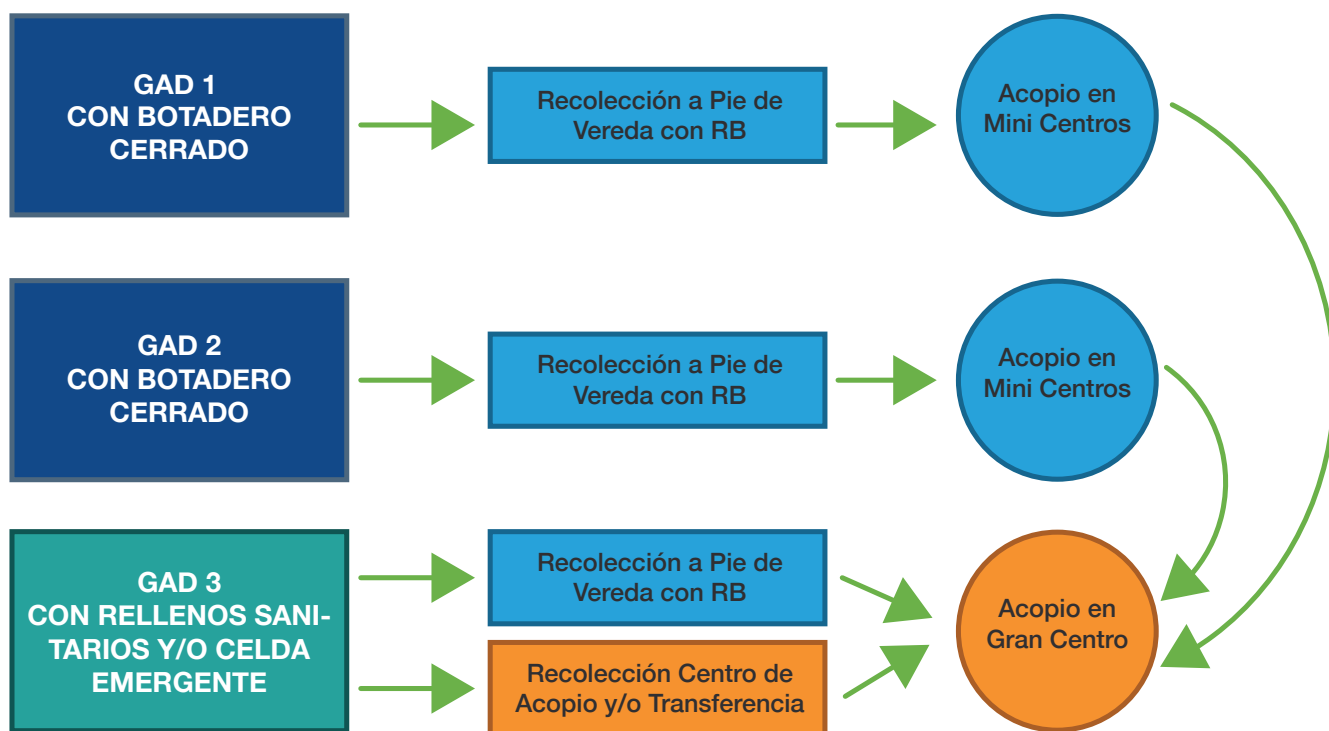 GAD 1
CON BOTADERO
CERRADO
Recolección a Pie de
Vereda con RB
Acopio en
Mini Centros
GAD 2
CON BOTADERO
CERRADO
Recolección a Pie de
Vereda con RB
Acopio en
Mini Centros
GAD 3
CON RELLENOS SANI-
TARIOS Y/O CELDA
EMERGENTE
Recolección a Pie de
Vereda con RB
Recolección Centro de
Acopio y/o Transferencia
Acopio en
Gran Centro